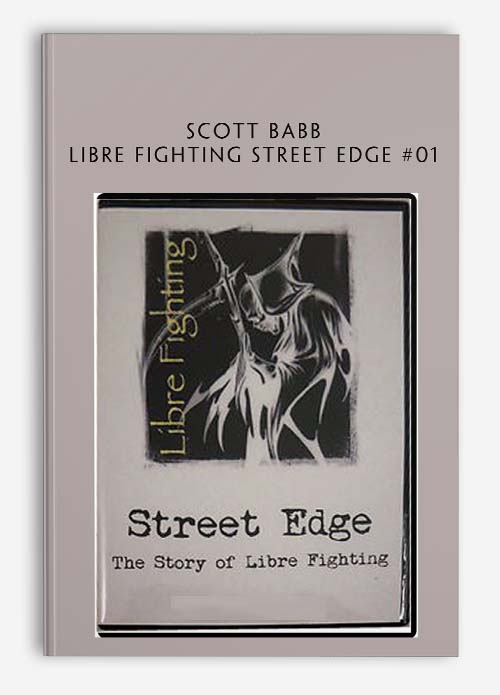 SCOTT BABB
LIBRE FIGHTING STREET EDGE #01
Libre Fighting
Street Edge
The Story of Libre Fighting